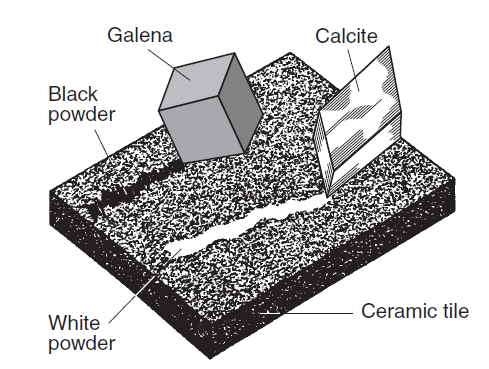 Galena
Calcite
Black
powder
White
powder
Ceramic tile